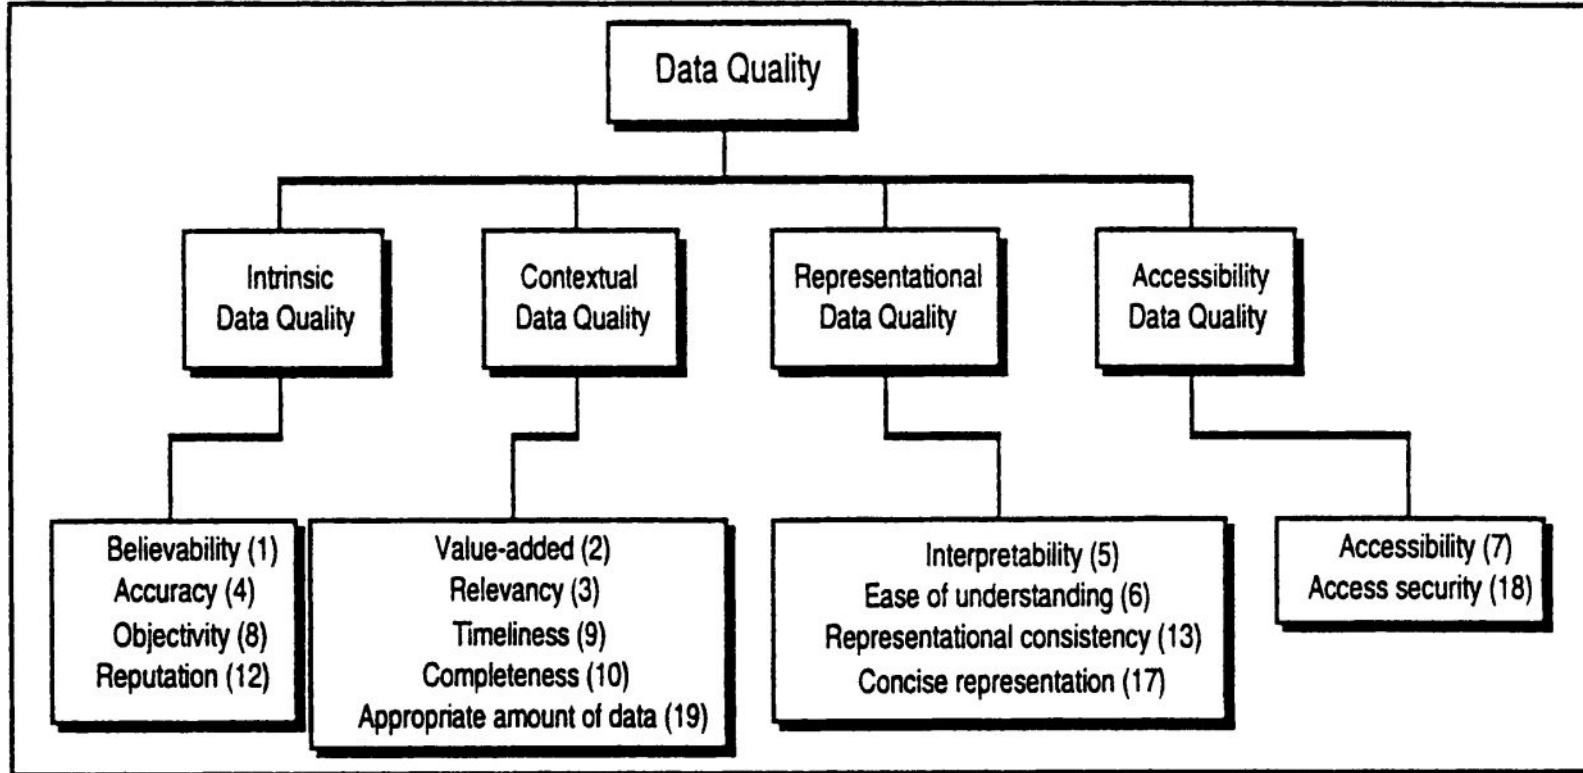 Data Quality
Intrinsic
Data Quality
Contextual
Data Quality
Representational
Data Quality
Accessibility
Data Quality
Believability (1)
Accuracy (4)
Objectivity (8)
Reputation (12)
Value-added (2)
Relevancy (3)
Timeliness (9)
Completeness (10)
Appropriate amount of data (19)
Interpretability (5)
Ease of understanding (6)
Representational consistency (13)
Concise representation (17)
Accessibility (7)
Access security (18)